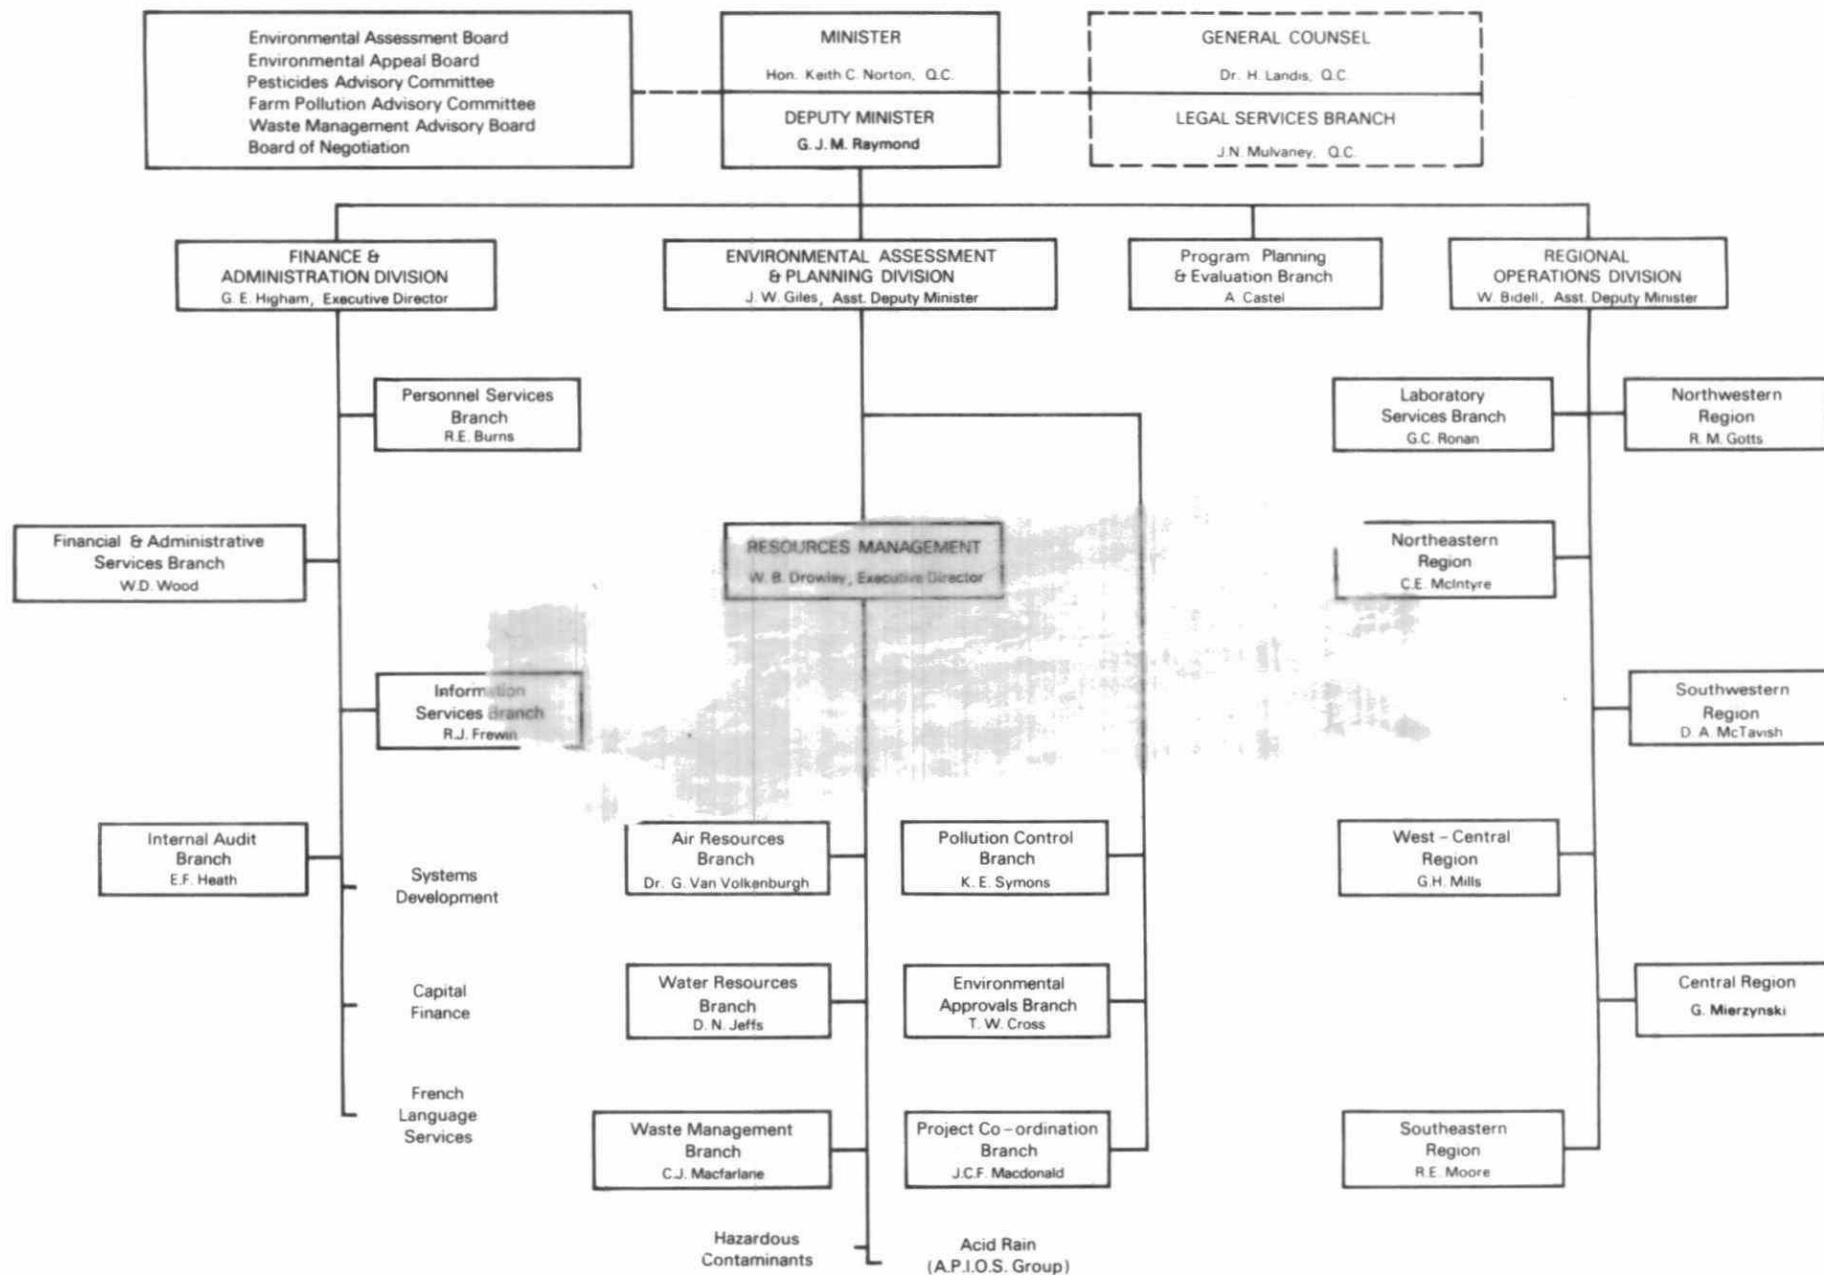 Environmental Assessment Board
Environmental Appeal Board
Pesticides Advisory Committee
Farm Pollution Advisory Committee
Waste Management Advisory Board
Board of Negotiation
MINISTER
Hon. Keith C. Norton, Q.C.
DEPUTY MINISTER
G. J. M. Raymond
GENERAL COUNSEL
Dr. H. Landis, Q.C.
LEGAL SERVICES BRANCH
J.N. Mulvaney, Q.C.
FINANCE &
ADMINISTRATION DIVISION
G. E. Higham, Executive Director
ENVIRONMENTAL ASSESSMENT
& PLANNING DIVISION
J. W. Giles, Asst. Deputy Minister
Program Planning
& Evaluation Branch
A. Castel
REGIONAL
OPERATIONS DIVISION
W. Bidell, Asst. Deputy Minister
Personnel Services
Branch
R.E. Burns
Financial & Administrative
Services Branch
W.D. Wood
Information
Services Branch
R.J. Frewin
Internal Audit
Branch
E.F. Heath
Systems
Development
Capital
Finance
French
Language
Services
RESOURCES MANAGEMENT
W. B. Drowley, Executive Director
Air Resources
Branch
Dr. G. Van Volkenburgh
Water Resources
Branch
D. N. Jeffs
Waste Management
Branch
C.J. Macfarlane
Hazardous
Contaminants
Acid Rain
(A.P.I.O.S. Group)
Pollution Control
Branch
K. E. Symons
Environmental
Approvals Branch
T. W. Cross
Project Co-ordination
Branch
J.C.F. Macdonald
Laboratory
Services Branch
G.C. Ronan
Northwestern
Region
R. M. Gotts
Northeastern
Region
C.E. McIntyre
Southwestern
Region
D. A. McTavish
West-Central
Region
G.H. Mills
Central Region
G. Mierzynski
Southeastern
Region
R.E. Moore